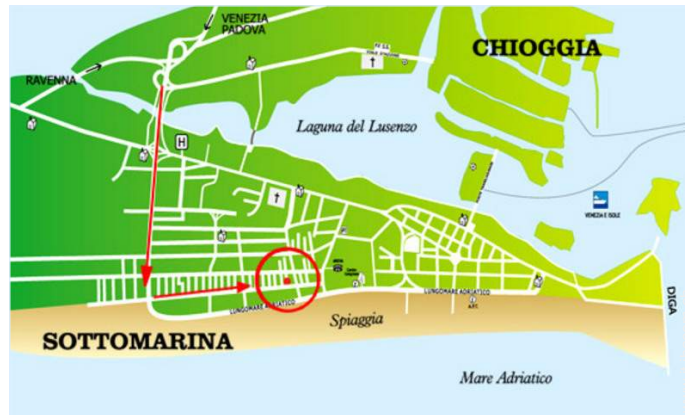 VENEZIA
PADOVA
CHIOGGIA
RAVENNA
Laguna del Lusenzo
H
VENEZIA E ISOLE
LUNGOMARE ADRIATICO
LUNGOMARE ADRIATICO
DIGA
Spiaggia
SOTTOMARINA
Mare Adriatico